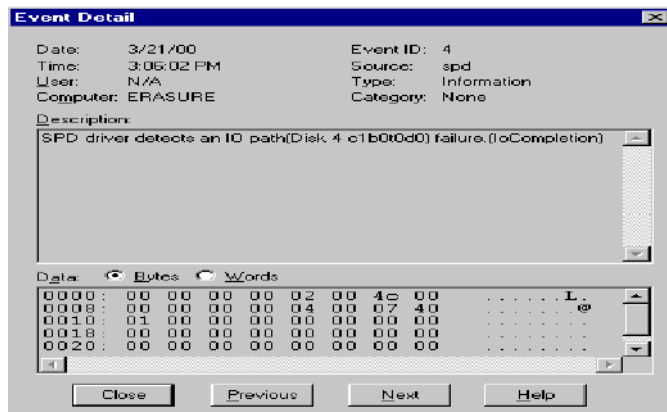 Event Detail
Date: 3/21/00 Event ID: 4
Time: 3:06:02 PM Source: spd
User: N/A Type: Information
Computer: ERASURE Category: None
Description:
SPD driver detects an IO path(Disk 4 c1b0t0d0) failure.(IoCompletion)
Data: Bytes Words
0000: 00 00 00 00 02 00 4c 00 ......L.
0008: 00 00 00 00 04 00 07 40 .......@
0010: 01 00 00 00 00 00 00 00 ........
0018: 00 00 00 00 00 00 00 00 ........
0020: 00 00 00 00 00 00 00 00 ........
Close Previous Next Help